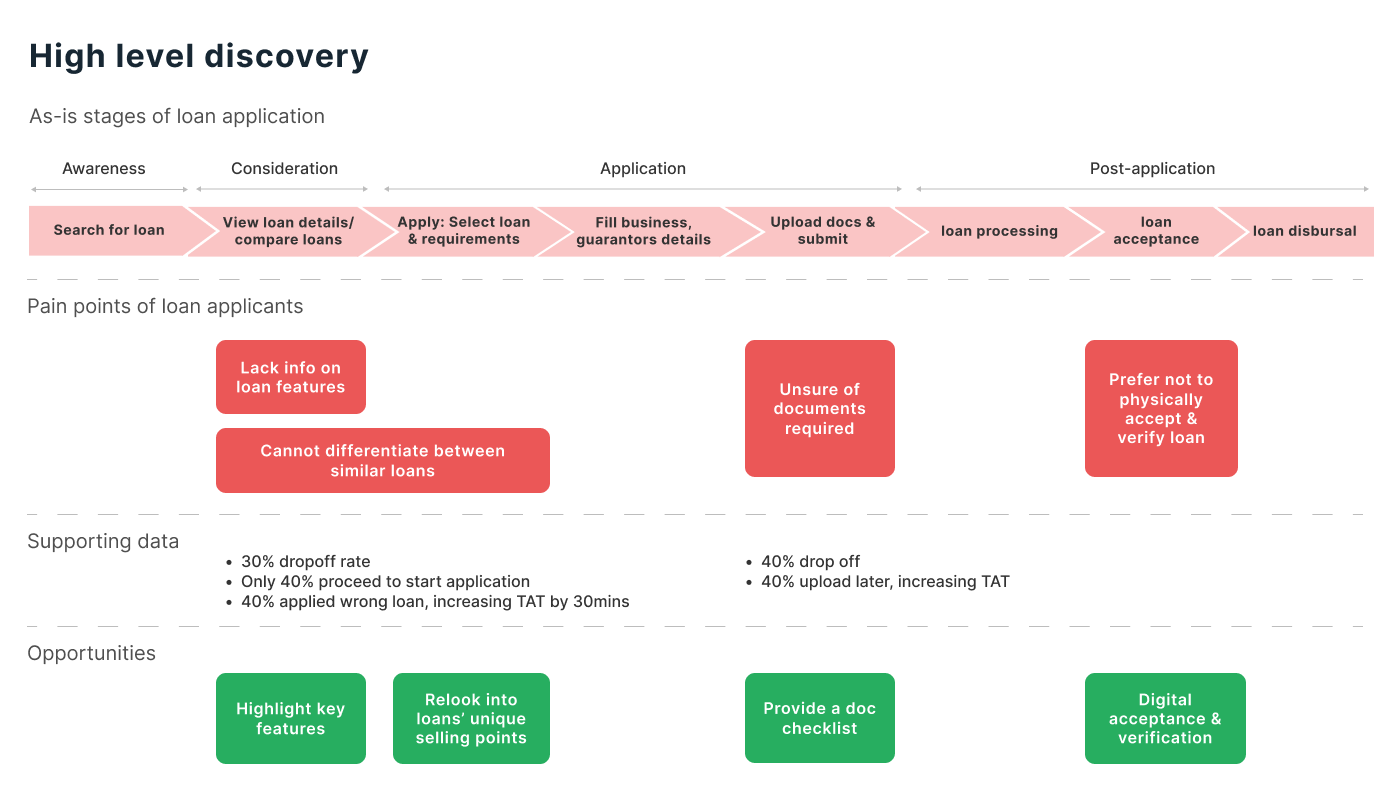 High level discovery
As-is stages of loan application
Awareness
Consideration
Application
Post-application
Search for loan
View loan details/
compare loans
Apply: Select loan
& requirements
Fill business,
guarantors details
Upload docs &
submit
loan processing
loan
acceptance
loan disbursal
Pain points of loan applicants
Lack info on
loan features
Cannot differentiate between
similar loans
Unsure of
documents
required
Prefer not to
physically
accept &
verify loan
Supporting data
• 30% dropoff rate
• Only 40% proceed to start application
• 40% applied wrong loan, increasing TAT by 30mins
• 40% drop off
• 40% upload later, increasing TAT
Opportunities
Highlight key
features
Relook into
loans’ unique
selling points
Provide a doc
checklist
Digital
acceptance &
verification